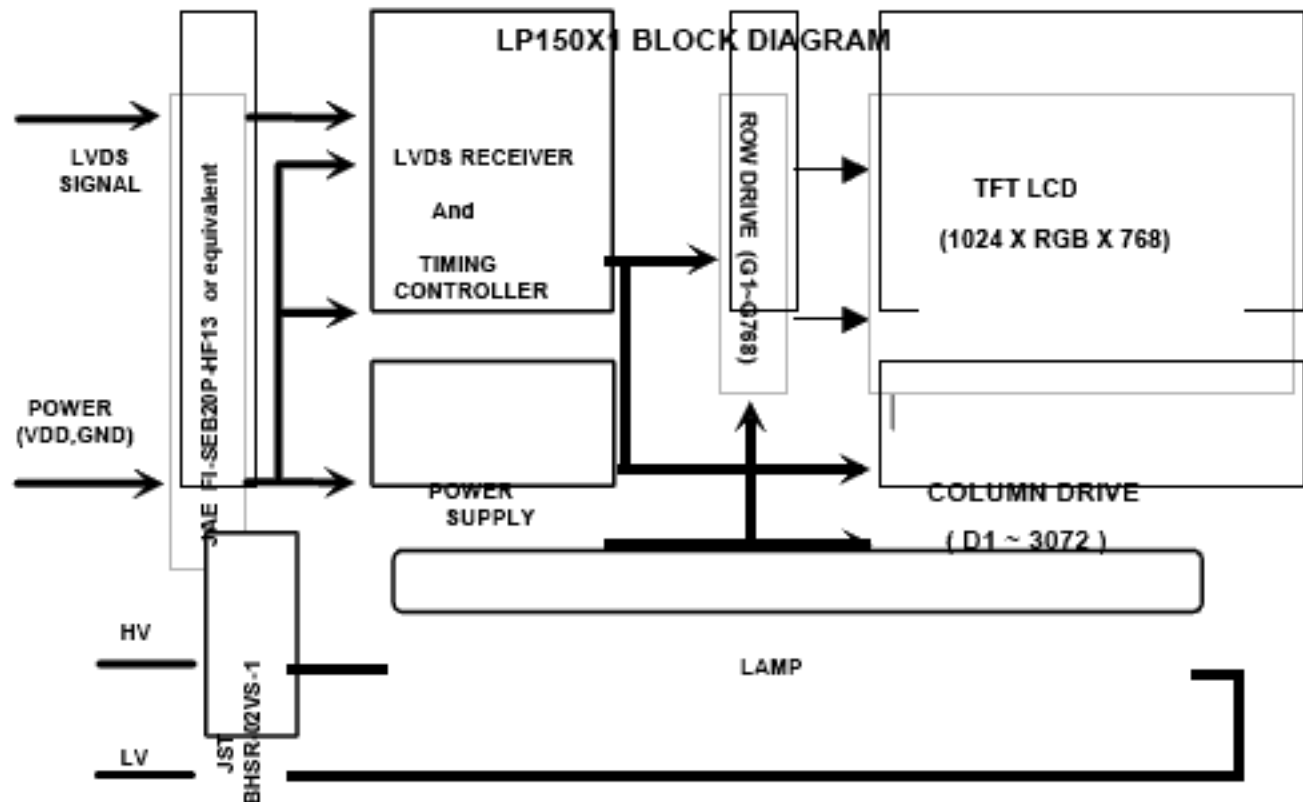 LP150X1 BLOCK DIAGRAM
LVDS
SIGNAL
JAE FI-SEB20P-HF13 or equivalent
LVDS RECEIVER
And
TIMING
CONTROLLER
ROW DRIVE (G1~G768)
TFT LCD
(1024 X RGB X 768)
POWER
(VDD,GND)
POWER
SUPPLY
COLUMN DRIVE
( D1 ~ 3072 )
HV
JST
BHSR-02VS-1
LAMP
LV